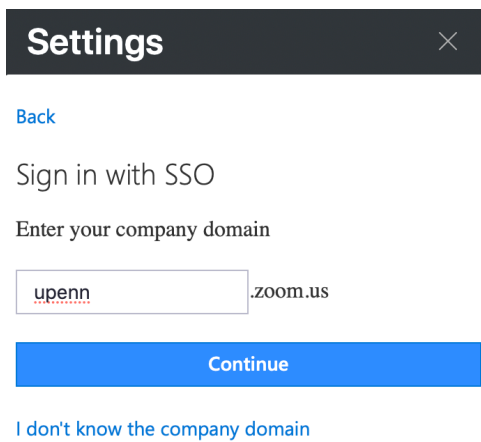 Settings
Back
Sign in with SSO
Enter your company domain
upenn .zoom.us
Continue
I don't know the company domain